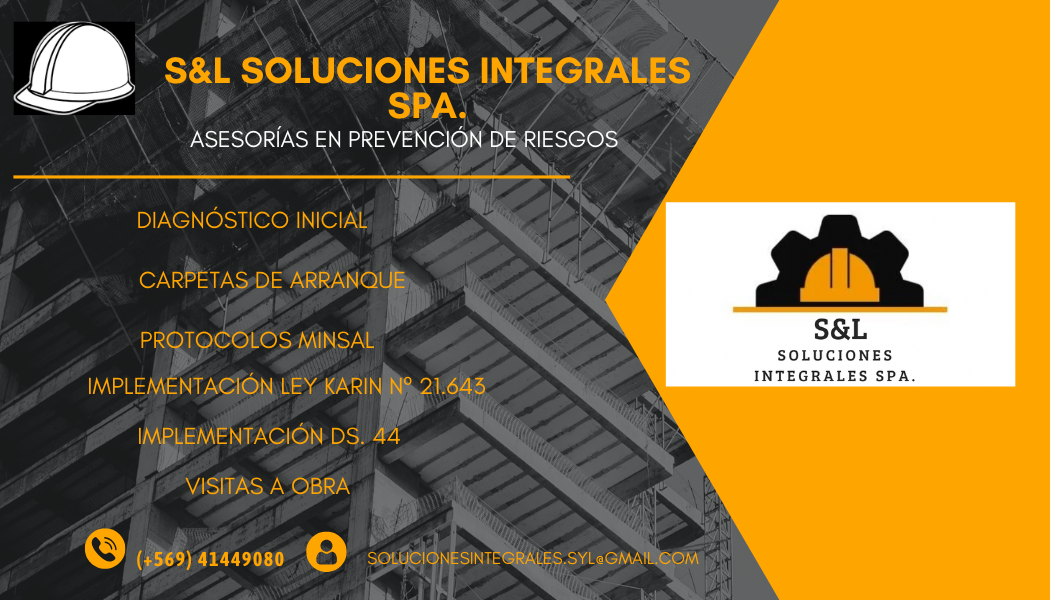 S&L SOLUCIONES INTEGRALES
SPA.
ASESORÍAS EN PREVENCIÓN DE RIESGOS
DIAGNÓSTICO INICIAL
CARPETAS DE ARRANQUE
PROTOCOLOS MINSAL
IMPLEMENTACIÓN LEY KARIN Nº 21.643
IMPLEMENTACIÓN DS. 44
VISITAS A OBRA
(+569) 41449080
SOLUCIONESINTEGRALES.SYL@GMAIL.COM
S&L
SOLUCIONES
INTEGRALES SPA.